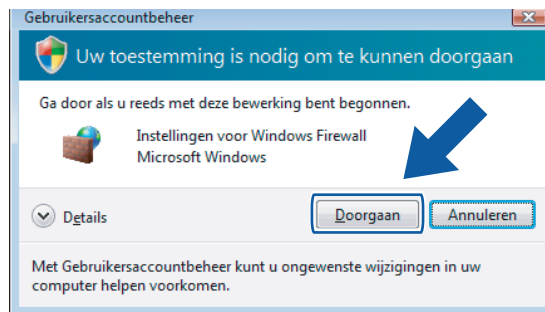 Gebruikersaccountbeheer
Uw toestemming is nodig om te kunnen doorgaan
Ga door als u reeds met deze bewerking bent begonnen.
Instellingen voor Windows Firewall
Microsoft Windows
Details
Doorgaan
Annuleren
Met Gebruikersaccountbeheer kunt u ongewenste wijzigingen in uw
computer helpen voorkomen.